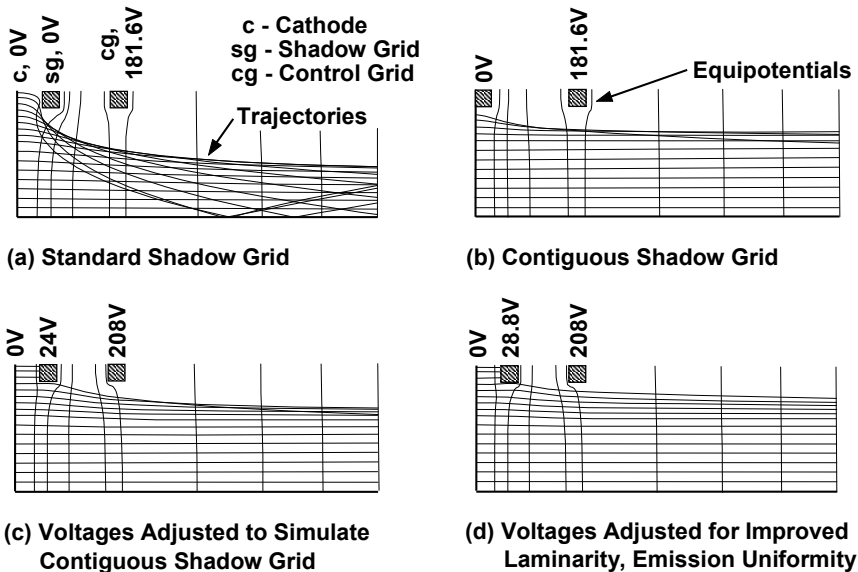 c, 0V
sg, 0V
cg,
181.6V
c - Cathode
sg - Shadow Grid
cg - Control Grid
Trajectories
(a) Standard Shadow Grid
0V
181.6V
Equipotentials
(b) Contiguous Shadow Grid
0V
24V
208V
(c) Voltages Adjusted to Simulate
Contiguous Shadow Grid
0V
28.8V
208V
(d) Voltages Adjusted for Improved
Laminarity, Emission Uniformity